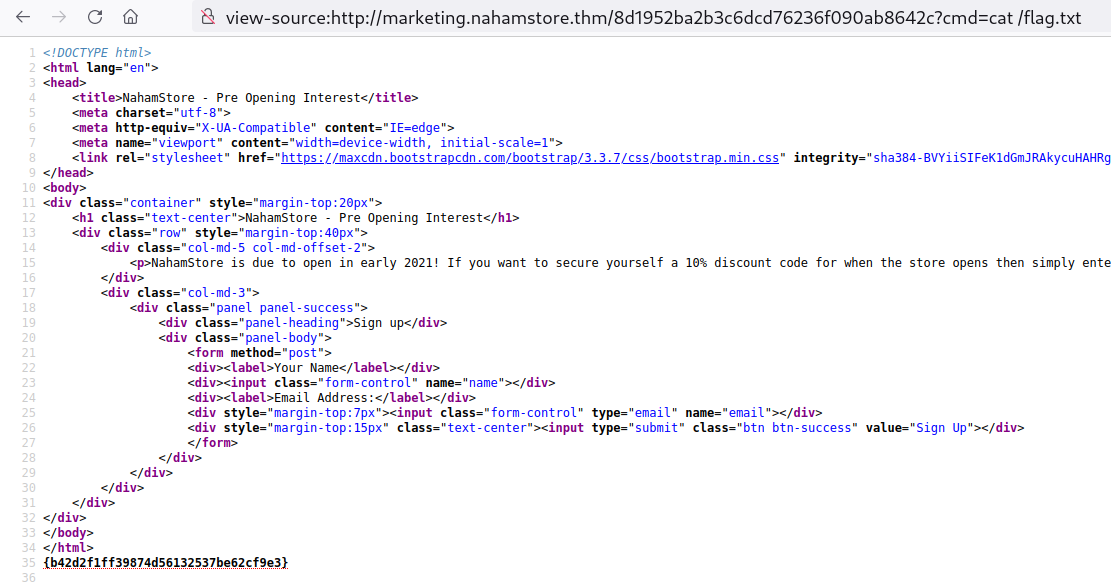 view-source:http://marketing.nahamstore.thm/8d1952ba2b3c6dcd76236f090ab8642c?cmd=cat /flag.txt
1 <!DOCTYPE html>
2 <html lang="en">
3 <head>
4 <title>NahamStore - Pre Opening Interest</title>
5 <meta charset="utf-8">
6 <meta http-equiv="X-UA-Compatible" content="IE=edge">
7 <meta name="viewport" content="width=device-width, initial-scale=1">
8 <link rel="stylesheet" href="https://maxcdn.bootstrapcdn.com/bootstrap/3.3.7/css/bootstrap.min.css" integrity="sha384-BVYiiSIFeK1dGmJRAkycuHAHRg
9 </head>
10 <body>
11 <div class="container" style="margin-top:20px">
12 <h1 class="text-center">NahamStore - Pre Opening Interest</h1>
13 <div class="row" style="margin-top:40px">
14 <div class="col-md-5 col-md-offset-2">
15 <p>NahamStore is due to open in early 2021! If you want to secure yourself a 10% discount code for when the store opens then simply ente
16 </div>
17 <div class="col-md-3">
18 <div class="panel panel-success">
19 <div class="panel-heading">Sign up</div>
20 <div class="panel-body">
21 <form method="post">
22 <div><label>Your Name</label></div>
23 <div><input class="form-control" name="name"></div>
24 <div><label>Email Address:</label></div>
25 <div style="margin-top:7px"><input class="form-control" type="email" name="email"></div>
26 <div style="margin-top:15px" class="text-center"><input type="submit" class="btn btn-success" value="Sign Up"></div>
27 </form>
28 </div>
29 </div>
30 </div>
31 </div>
32 </div>
33 </body>
34 </html>
35 {b42d2f1ff39874d56132537be62cf9e3}
36